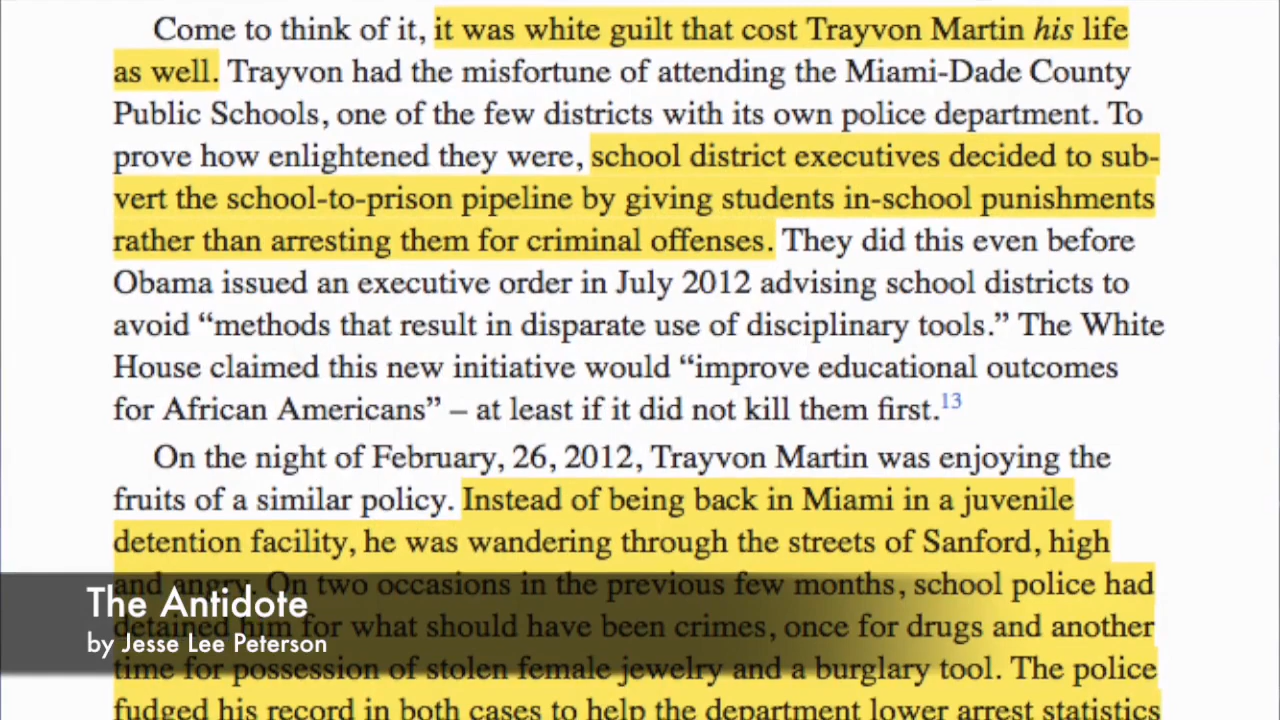 Come to think of it, it was white guilt that cost Trayvon Martin his life
as well. Trayvon had the misfortune of attending the Miami-Dade County
Public Schools, one of the few districts with its own police department. To
prove how enlightened they were, school district executives decided to sub-
vert the school-to-prison pipeline by giving students in-school punishments
rather than arresting them for criminal offenses. They did this even before
Obama issued an executive order in July 2012 advising school districts to
avoid “methods that result in disparate use of disciplinary tools.” The White
House claimed this new initiative would “improve educational outcomes
for African Americans” – at least if it did not kill them first.13
On the night of February, 26, 2012, Trayvon Martin was enjoying the
fruits of a similar policy. Instead of being back in Miami in a juvenile
detention facility, he was wandering through the streets of Sanford, high
and angry. On two occasions in the previous few months, school police had
detained him for what should have been crimes, once for drugs and another
time for possession of stolen female jewelry and a burglary tool. The police
fudged his record in both cases to help the department lower arrest statistics
The Antidote
by Jesse Lee Peterson